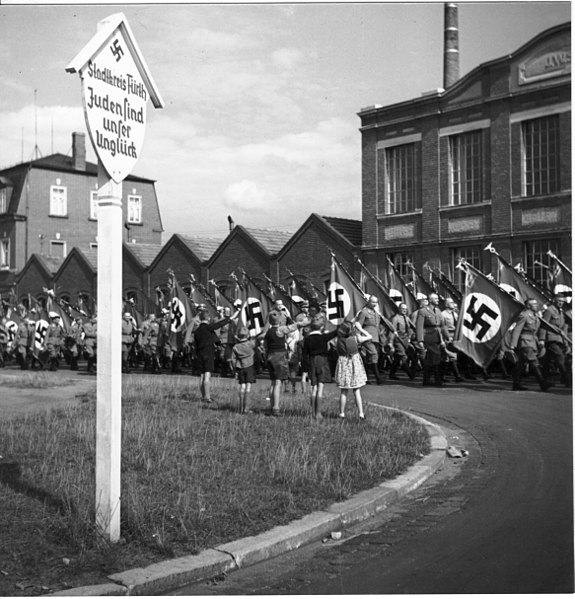 Stadtkreis Fürth
Juden sind
unser
Unglück